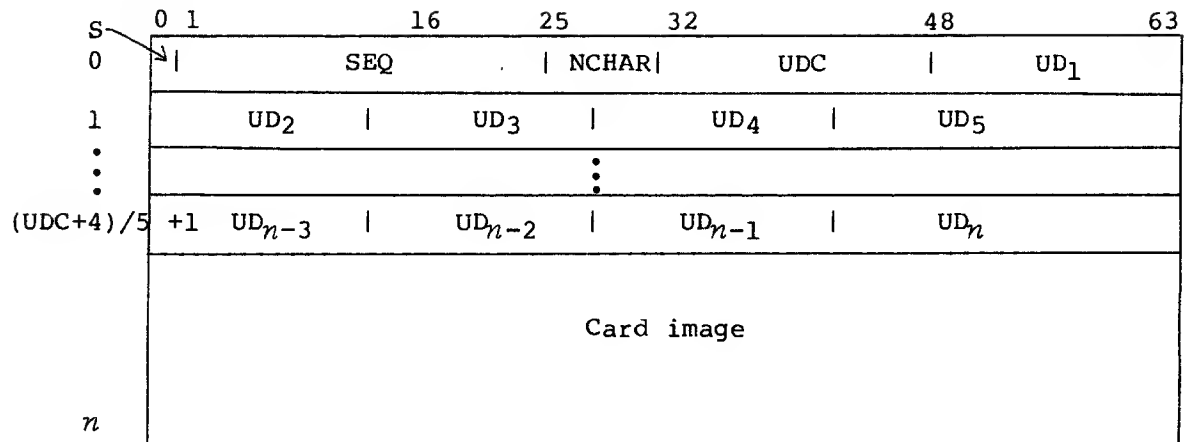 0 1 16 25 32 48 63
S
0 | SEQ | NCHAR| UDC | UD₁
1 UD₂ | UD₃ | UD₄ | UD₅
(UDC+4)/5 +1 UDₙ₋₃ | UDₙ₋₂ | UDₙ₋₁ | UDₙ
Card image
n